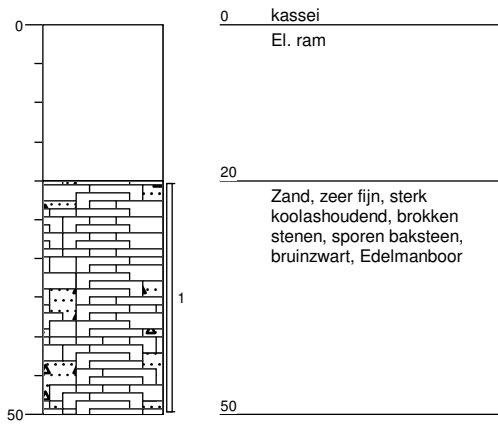 0
0 kassei
El. ram
20
Zand, zeer fijn, sterk
koolashoudend, brokken
stenen, sporen baksteen,
bruinzwart, Edelmanboor
1
50
50